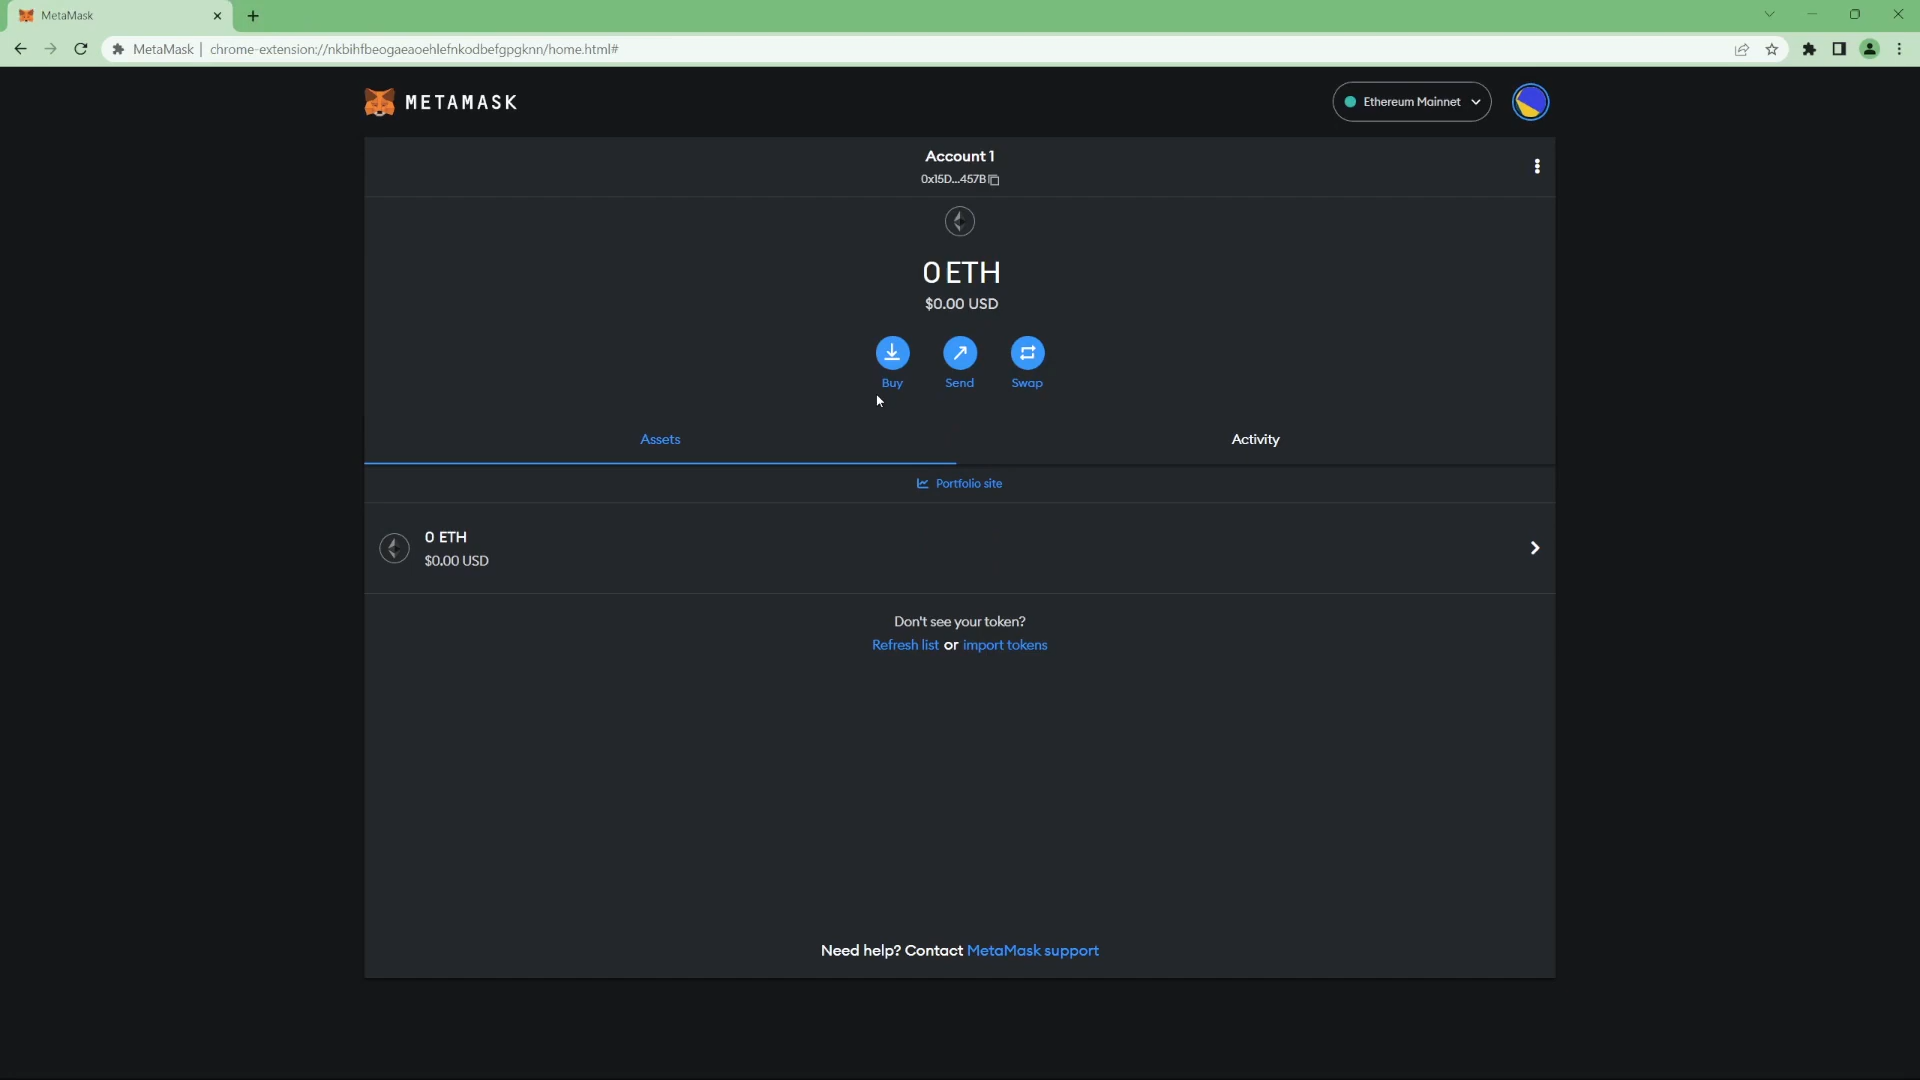 MetaMask
MetaMask | chrome-extension://nkbihfbeogaeaoehlefnkodbefgpgknn/home.html#
METAMASK
Ethereum Mainnet
Account 1
0x15D...457B
0 ETH
$0.00 USD
Buy
Send
Swap
Assets
Activity
Portfolio site
0 ETH
$0.00 USD
Don't see your token?
Refresh list or import tokens
Need help? Contact MetaMask support